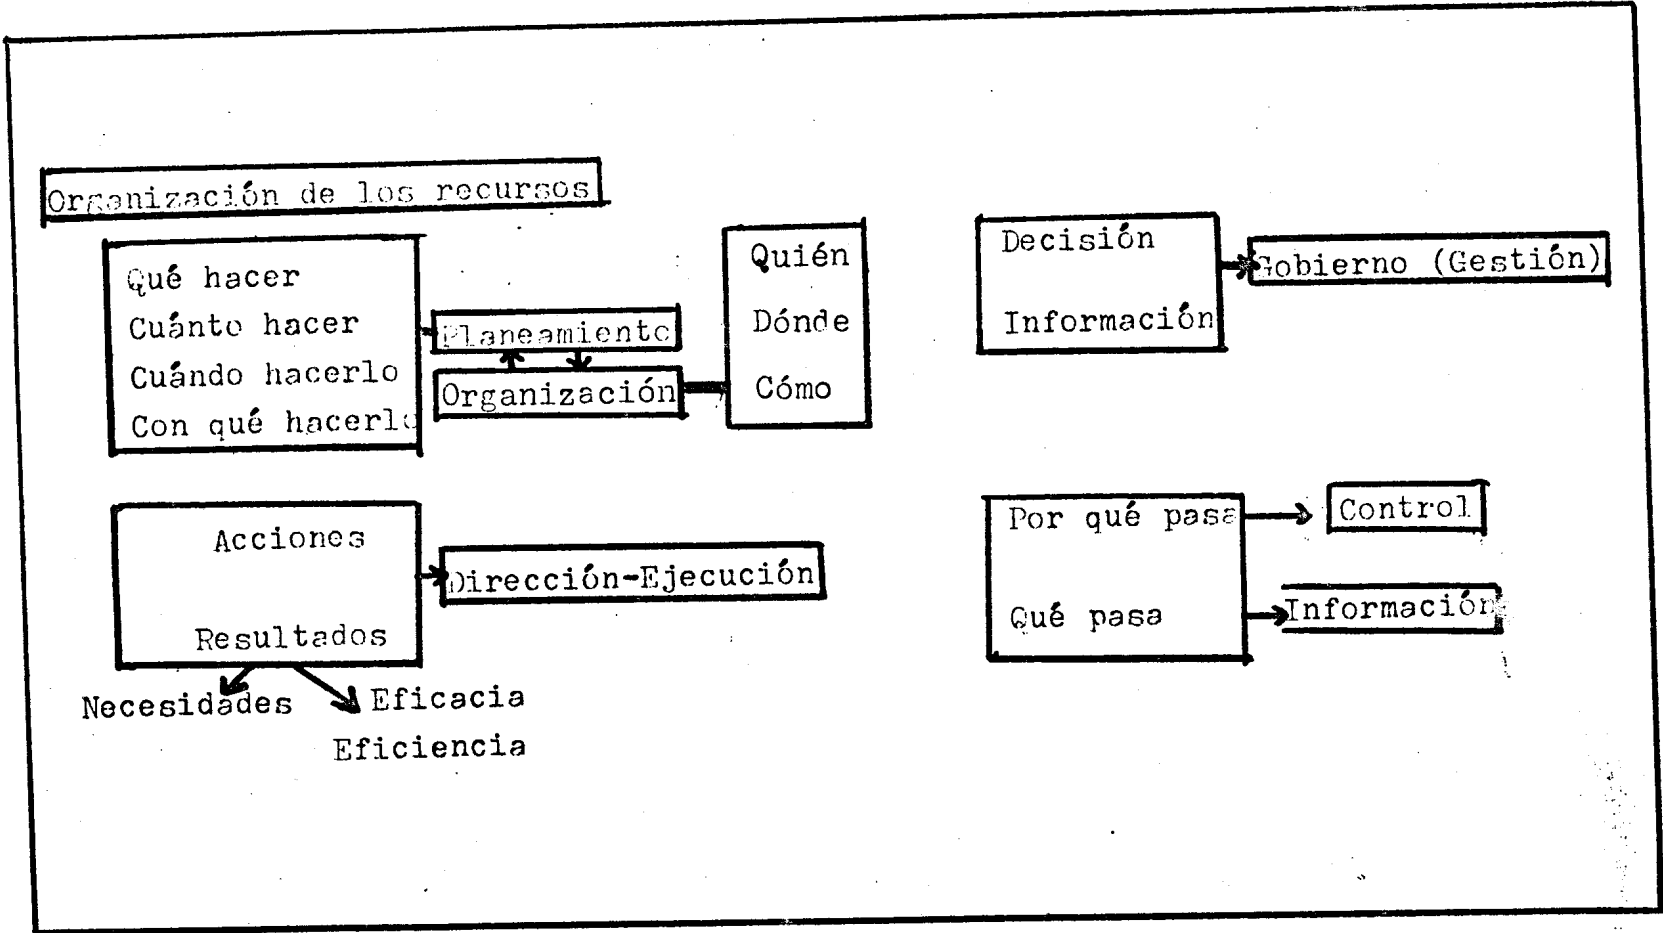 Organización de los recursos
Qué hacer
Cuánto hacer
Cuándo hacerlo
Con qué hacerlo
Planeamiento
Organización
Quién
Dónde
Cómo
Decisión
Información
Gobierno (Gestión)
Acciones
Resultados
Dirección-Ejecución
Necesidades
Eficacia
Eficiencia
Por qué pasa
Qué pasa
Control
Información